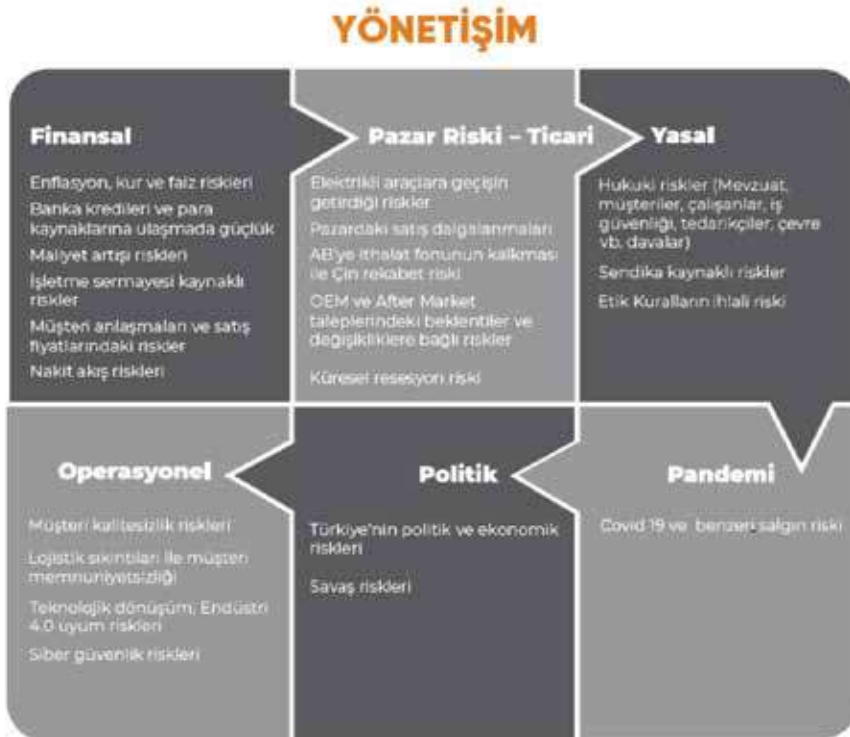 YÖNETİŞİM
Finansal
Enflasyon, kur ve faiz riskleri
Banka kredileri ve para
kaynaklarına ulaşmada güçlük
Maliyet artışı riskleri
İşletme sermayesi kaynaklı
riskler
Müşteri anlaşmaları ve satış
fiyatlarındaki riskler
Nakit akış riskleri
Pazar Riski – Ticari
Elektrikli araçlara geçişin
getirdiği riskler
Pazardaki satış dalgalanmaları
AB'ye ithalat fonunun kalkması
ile Çin rekabet riski
OEM ve After Market
taleplerindeki beklentiler ve
değişikliklere bağlı riskler
Küresel resesyon riski
Yasal
Hukuki riskler (Mevzuat,
müşteriler, çalışanlar, iş
güvenliği, tedarikçiler, çevre
vb. davalar)
Sendika kaynaklı riskler
Etik Kuralların ihlali riski
Operasyonel
Müşteri kalitesizlik riskleri
Lojistik sıkıntıları ile müşteri
memnuniyetsizliği
Teknolojik dönüşüm, Endüstri
4.0 uyum riskleri
Siber güvenlik riskleri
Politik
Türkiye'nin politik ve ekonomik
riskleri
Savaş riskleri
Pandemi
Covid 19 ve benzeri salgın riski